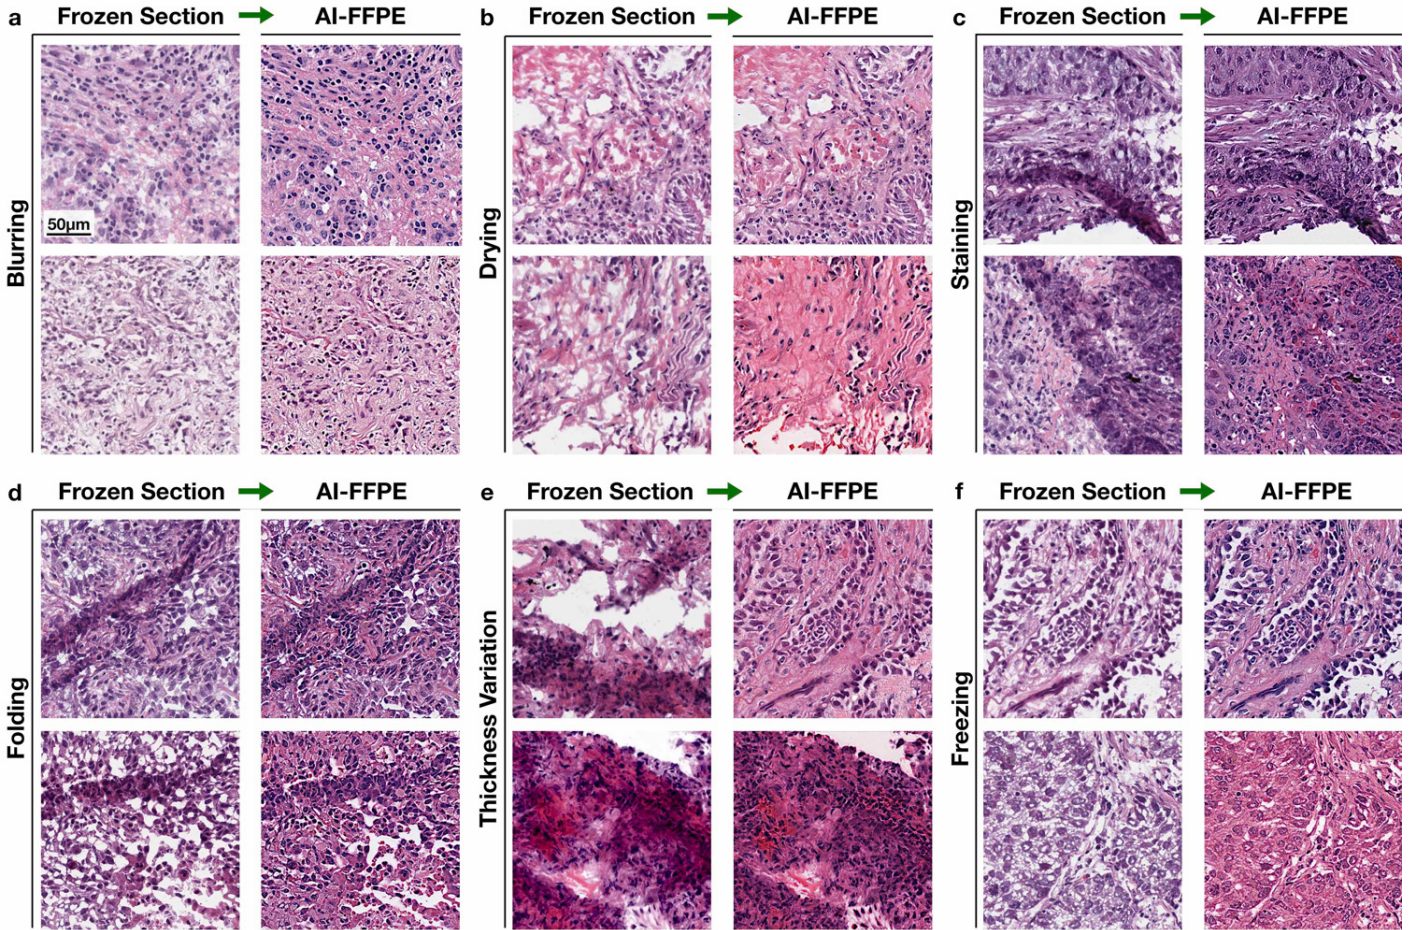 a Frozen Section → AI-FFPE
b Frozen Section → AI-FFPE
c Frozen Section → AI-FFPE
Blurring
50μm
Drying
Staining
d Frozen Section → AI-FFPE
e Frozen Section → AI-FFPE
f Frozen Section → AI-FFPE
Folding
Thickness Variation
Freezing